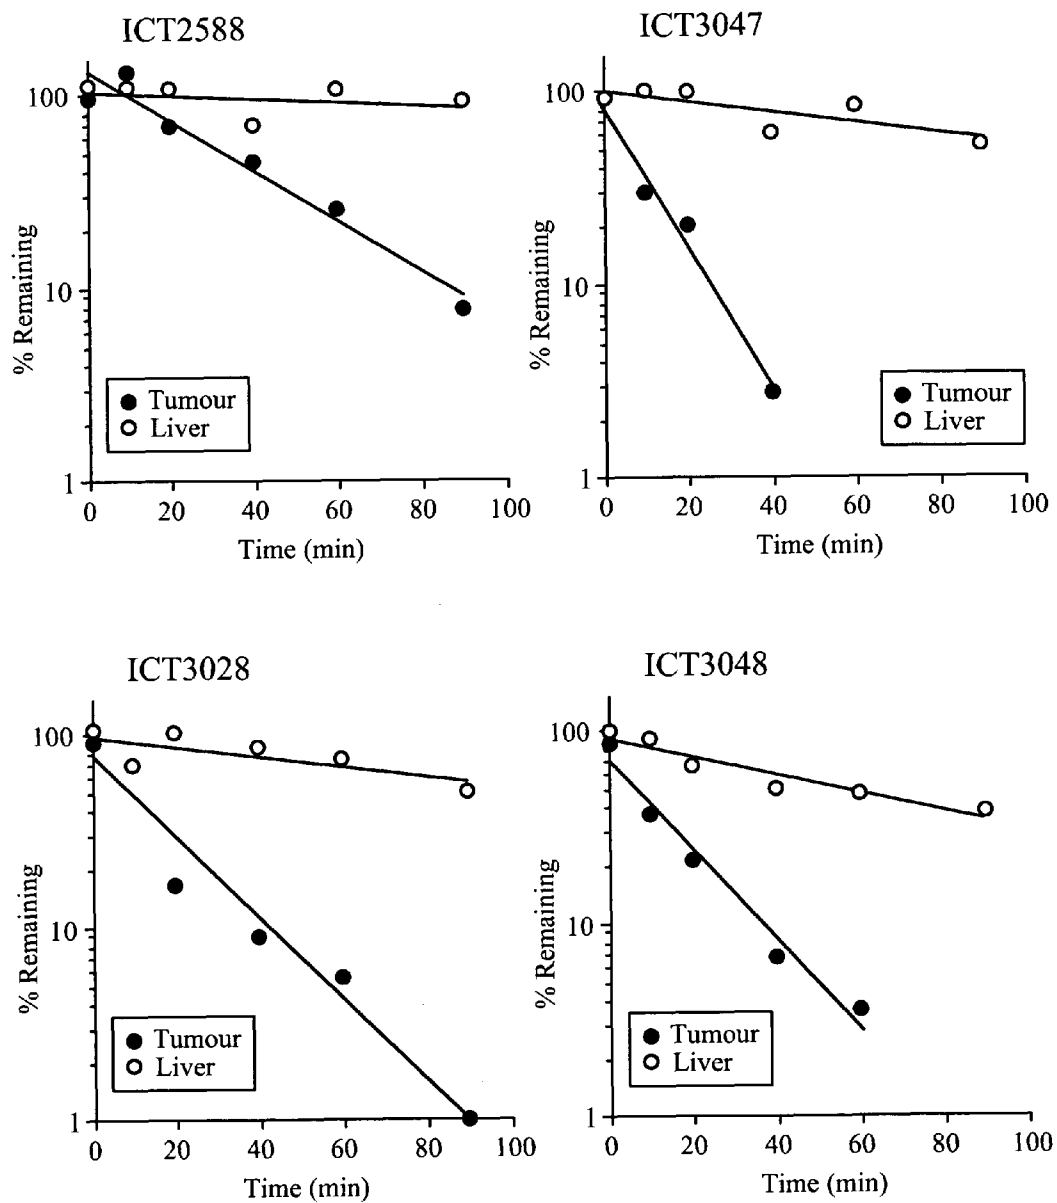 ICT2588
100
10
1
% Remaining
Tumour
Liver
0 20 40 60 80 100
Time (min)
ICT3047
100
10
1
% Remaining
Tumour
Liver
0 20 40 60 80 100
Time (min)
ICT3028
100
10
1
% Remaining
Tumour
Liver
0 20 40 60 80 100
Time (min)
ICT3048
100
10
1
% Remaining
Tumour
Liver
0 20 40 60 80 100
Time (min)